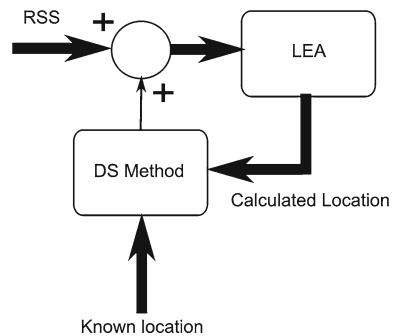 RSS
+
LEA
+
DS Method
Calculated Location
Known location